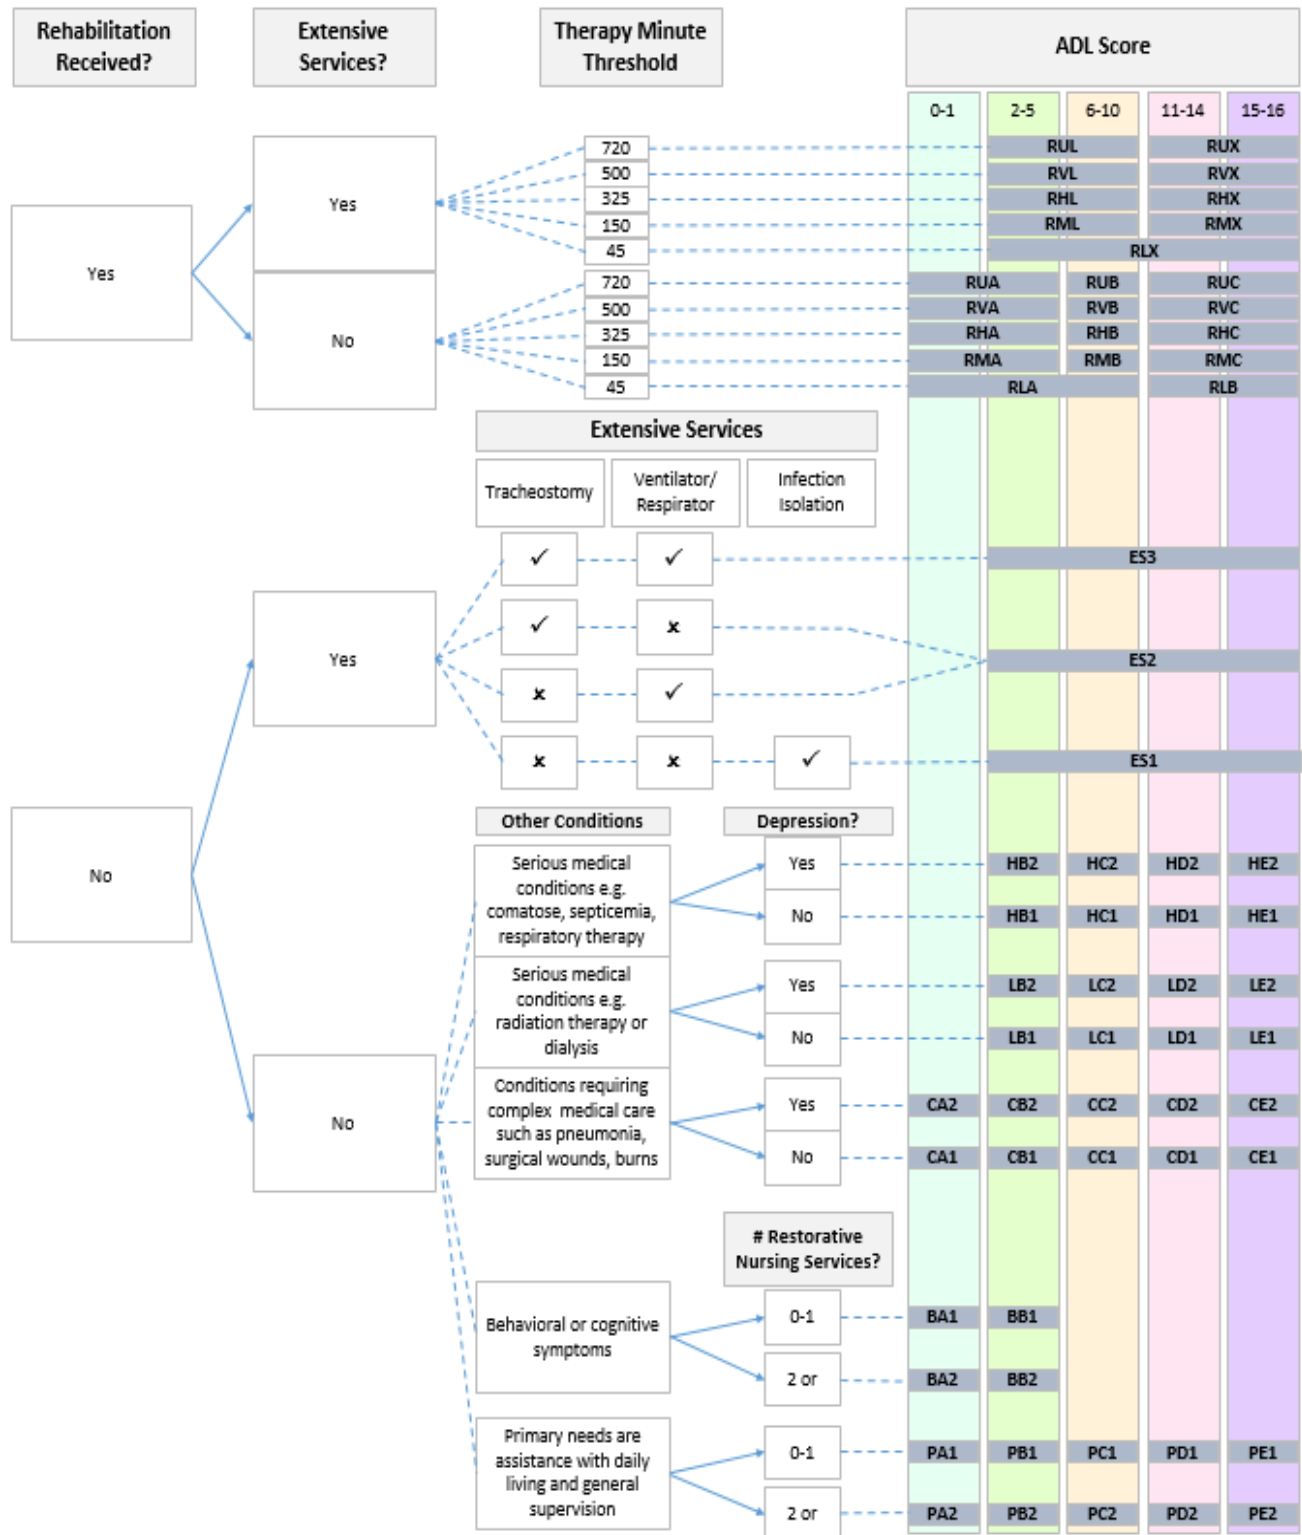 Rehabilitation
Received?
Extensive
Services?
Therapy Minute
Threshold
ADL Score
0-1 2-5 6-10 11-14 15-16
Yes
Yes
720 RUL RUX
500 RVL RVX
325 RHL RHX
150 RML RMX
45 RLX
No
720 RUA RUB RUC
500 RVA RVB RVC
325 RHA RHB RHC
150 RMA RMB RMC
45 RLA RLB
Extensive Services
Tracheostomy
Ventilator/
Respirator
Infection
Isolation
No
Yes
✓ ✓ ES3
✓ x
ES2
x ✓
x x ✓ ES1
No
Other Conditions
Depression?
Serious medical
conditions e.g.
comatose, septicemia,
respiratory therapy
Yes HB2 HC2 HD2 HE2
No HB1 HC1 HD1 HE1
Serious medical
conditions e.g.
radiation therapy or
dialysis
Yes LB2 LC2 LD2 LE2
No LB1 LC1 LD1 LE1
Conditions requiring
complex medical care
such as pneumonia,
surgical wounds, burns
Yes CA2 CB2 CC2 CD2 CE2
No CA1 CB1 CC1 CD1 CE1
# Restorative
Nursing Services?
Behavioral or cognitive
symptoms
0-1 BA1 BB1
2 or BA2 BB2
Primary needs are
assistance with daily
living and general
supervision
0-1 PA1 PB1 PC1 PD1 PE1
2 or PA2 PB2 PC2 PD2 PE2